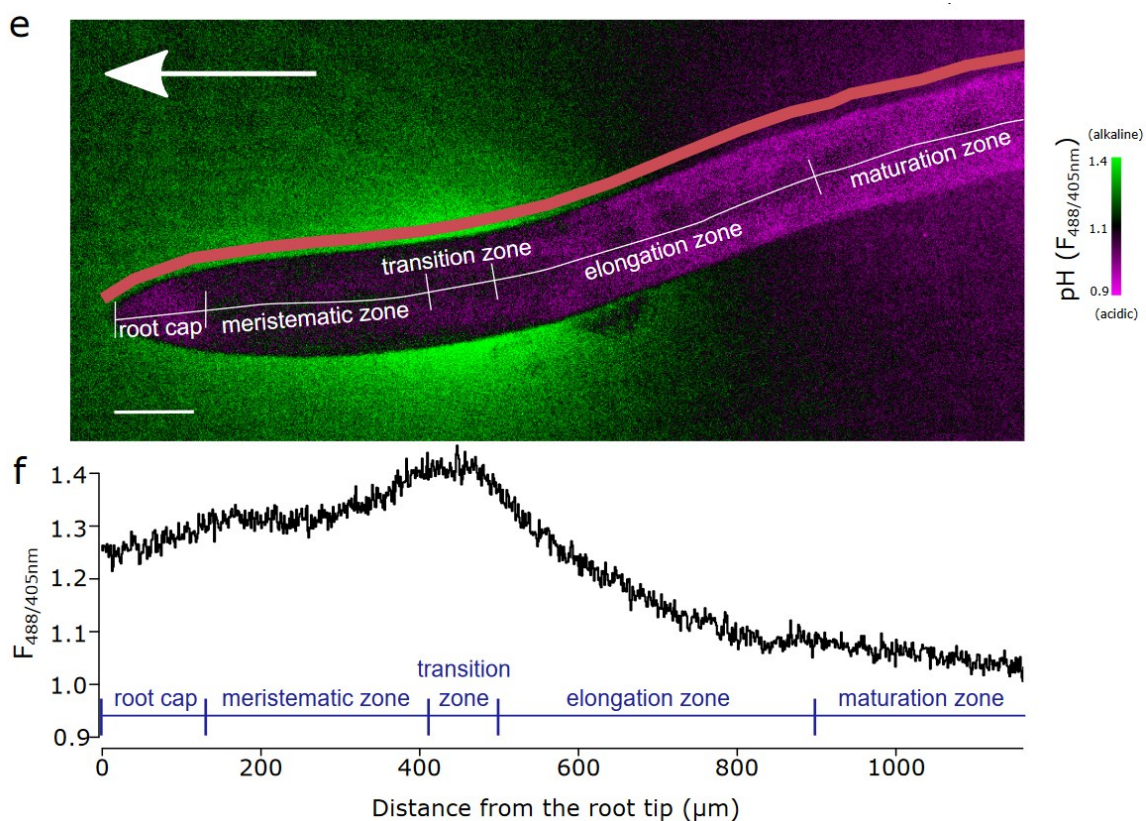 e
transition zone
root cap
meristematic zone
elongation zone
maturation zone
pH (F488/405nm)
(alkaline)
1.4
1.1
0.9
(acidic)
f
F488/405nm
1.4
1.3
1.2
1.1
1.0
0.9
root cap
meristematic zone
transition
zone
elongation zone
maturation zone
0
200
400
600
800
1000
Distance from the root tip (µm)